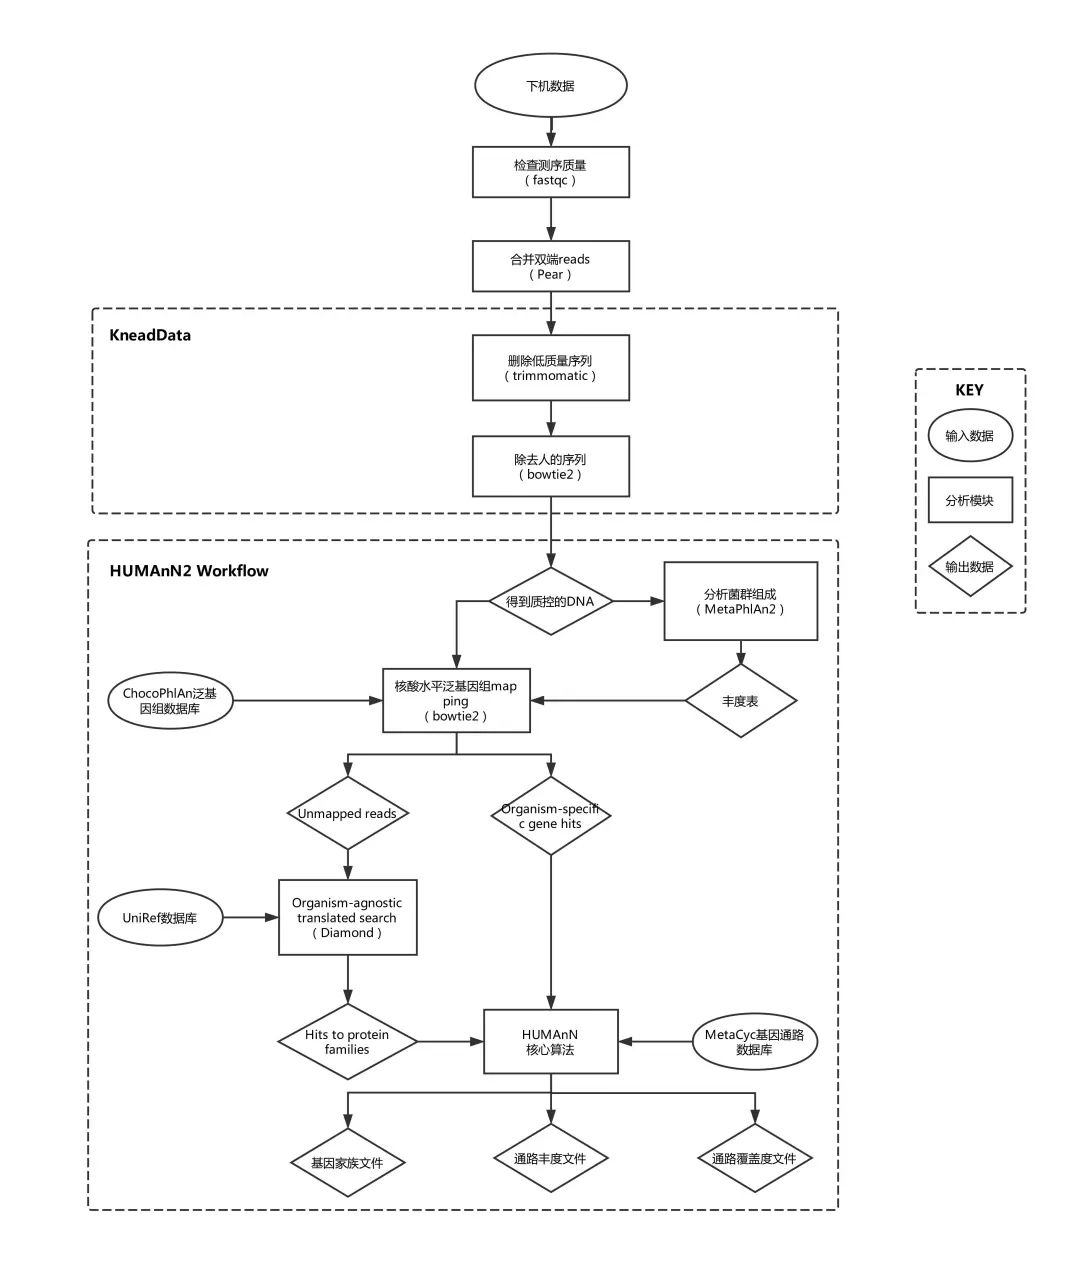 下机数据
检查测序质量
（fastqc）
合并双端reads
（Pear）
KneadData
删除低质量序列
（trimmomatic）
除去人的序列
（bowtie2）
KEY
输入数据
分析模块
输出数据
HUMAnN2 Workflow
得到质控的DNA
分析菌群组成
（MetaPhlAn2）
ChocoPhlAn泛基
因组数据库
核酸水平泛基因组map
ping
（bowtie2）
丰度表
Unmapped reads
Organism-specifi
c gene hits
UniRef数据库
Organism-agnostic
translated search
（Diamond）
Hits to protein
families
HUMAnN
核心算法
MetaCyc基因通路
数据库
基因家族文件
通路丰度文件
通路覆盖度文件